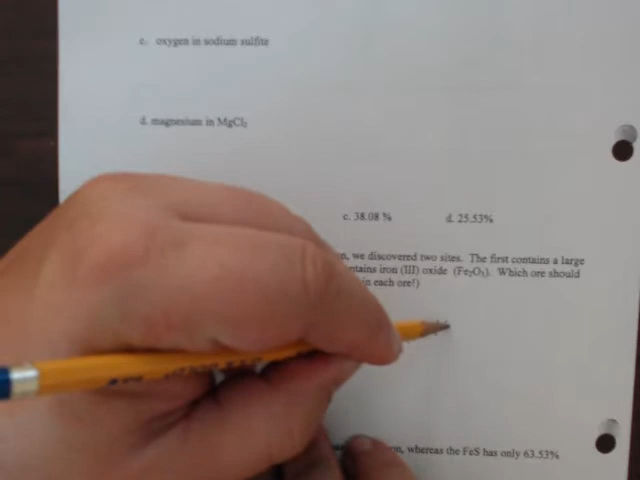 c. oxygen in sodium sulfite
d. magnesium in MgCl₂
c. 38.08 % d. 25.53%
we discovered two sites. The first contains a large
iron (III) oxide (Fe₂O₃). Which ore should
in each ore!)
whereas the FeS has only 63.53%